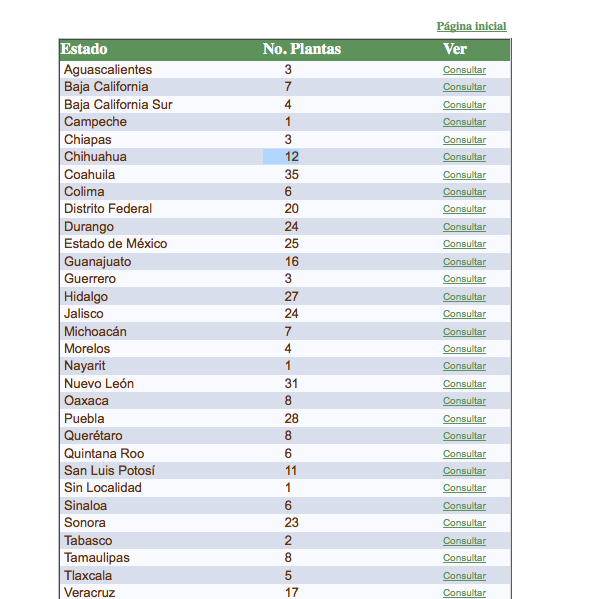 Página inicial
Estado No. Plantas Ver
Aguascalientes 3 Consultar
Baja California 7 Consultar
Baja California Sur 4 Consultar
Campeche 1 Consultar
Chiapas 3 Consultar
Chihuahua 12 Consultar
Coahuila 35 Consultar
Colima 6 Consultar
Distrito Federal 20 Consultar
Durango 24 Consultar
Estado de México 25 Consultar
Guanajuato 16 Consultar
Guerrero 3 Consultar
Hidalgo 27 Consultar
Jalisco 24 Consultar
Michoacán 7 Consultar
Morelos 4 Consultar
Nayarit 1 Consultar
Nuevo León 31 Consultar
Oaxaca 8 Consultar
Puebla 28 Consultar
Querétaro 8 Consultar
Quintana Roo 6 Consultar
San Luis Potosí 11 Consultar
Sin Localidad 1 Consultar
Sinaloa 6 Consultar
Sonora 23 Consultar
Tabasco 2 Consultar
Tamaulipas 8 Consultar
Tlaxcala 5 Consultar
Veracruz 17 Consultar